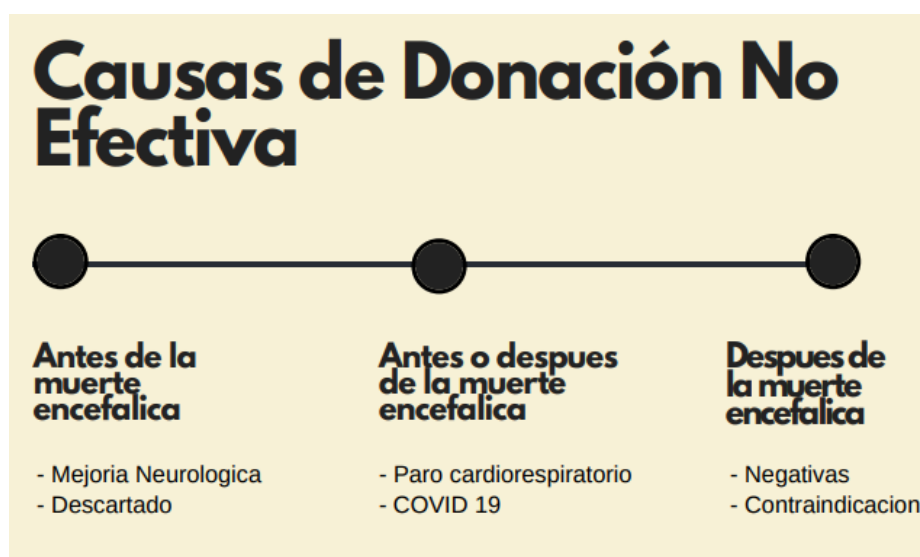 Causas de Donación No
Efectiva
Antes de la
muerte
encefalica
- Mejoria Neurologica
- Descartado
Antes o despues
de la muerte
encefalica
- Paro cardiorespiratorio
- COVID 19
Despues de
la muerte
encefalica
- Negativas
- Contraindicacion